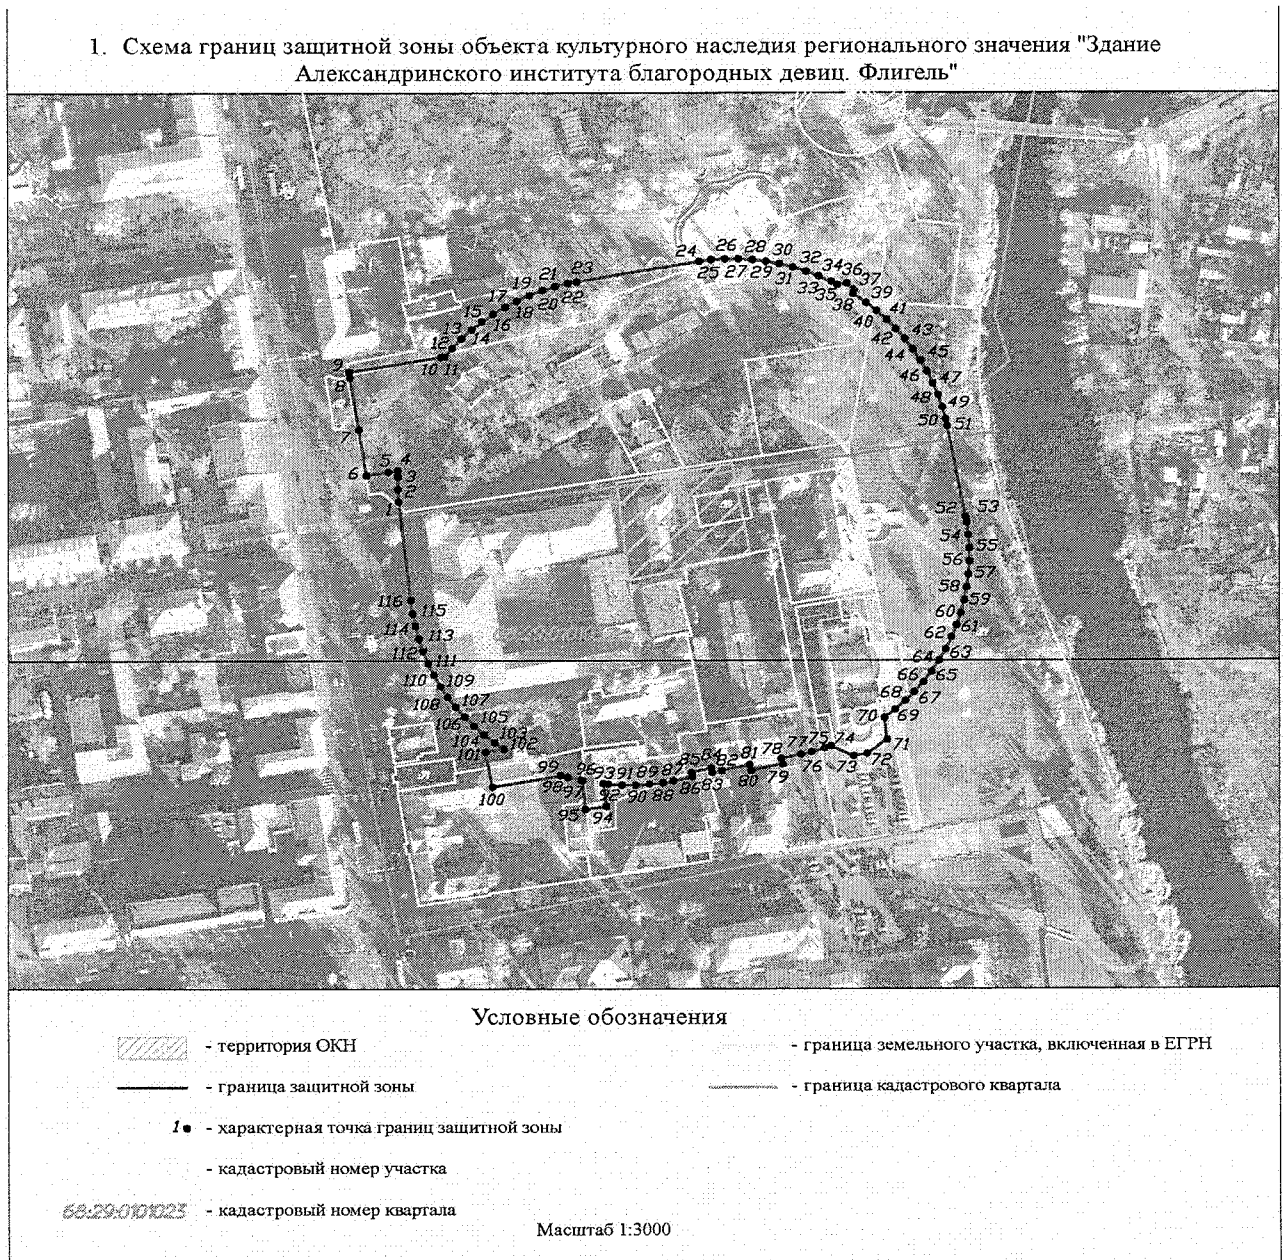 1. Схема границ защитной зоны объекта культурного наследия регионального значения "Здание
Александринского института благородных девиц. Флигель"
24 25 26 27 28 29 30 31 32 33 34 35 36 37 38 39 40 41 42 43 44 45 46 47 48 49 50 51
23 22 21 20 19 18 17 16 15 14 13 12 11 10
9 8 7 6 5 4 3 2 1
52 53 54 55 56 57 58 59 60 61 62 63 64 65 66 67 68 69 70 71 72 73 74
116 115 114 113 112 111 110 109 108 107 106 105 104 103 102 101 100
99 98 97 96 95 94 93 92 91 90 89 88 87 86 85 84 83 82 81 80 79 78 77 76 75
Условные обозначения
- территория ОКН
- граница земельного участка, включенная в ЕГРН
- граница защитной зоны
- граница кадастрового квартала
1 - характерная точка границ защитной зоны
- кадастровый номер участка
68:29:0101023 - кадастровый номер квартала
Масштаб 1:3000